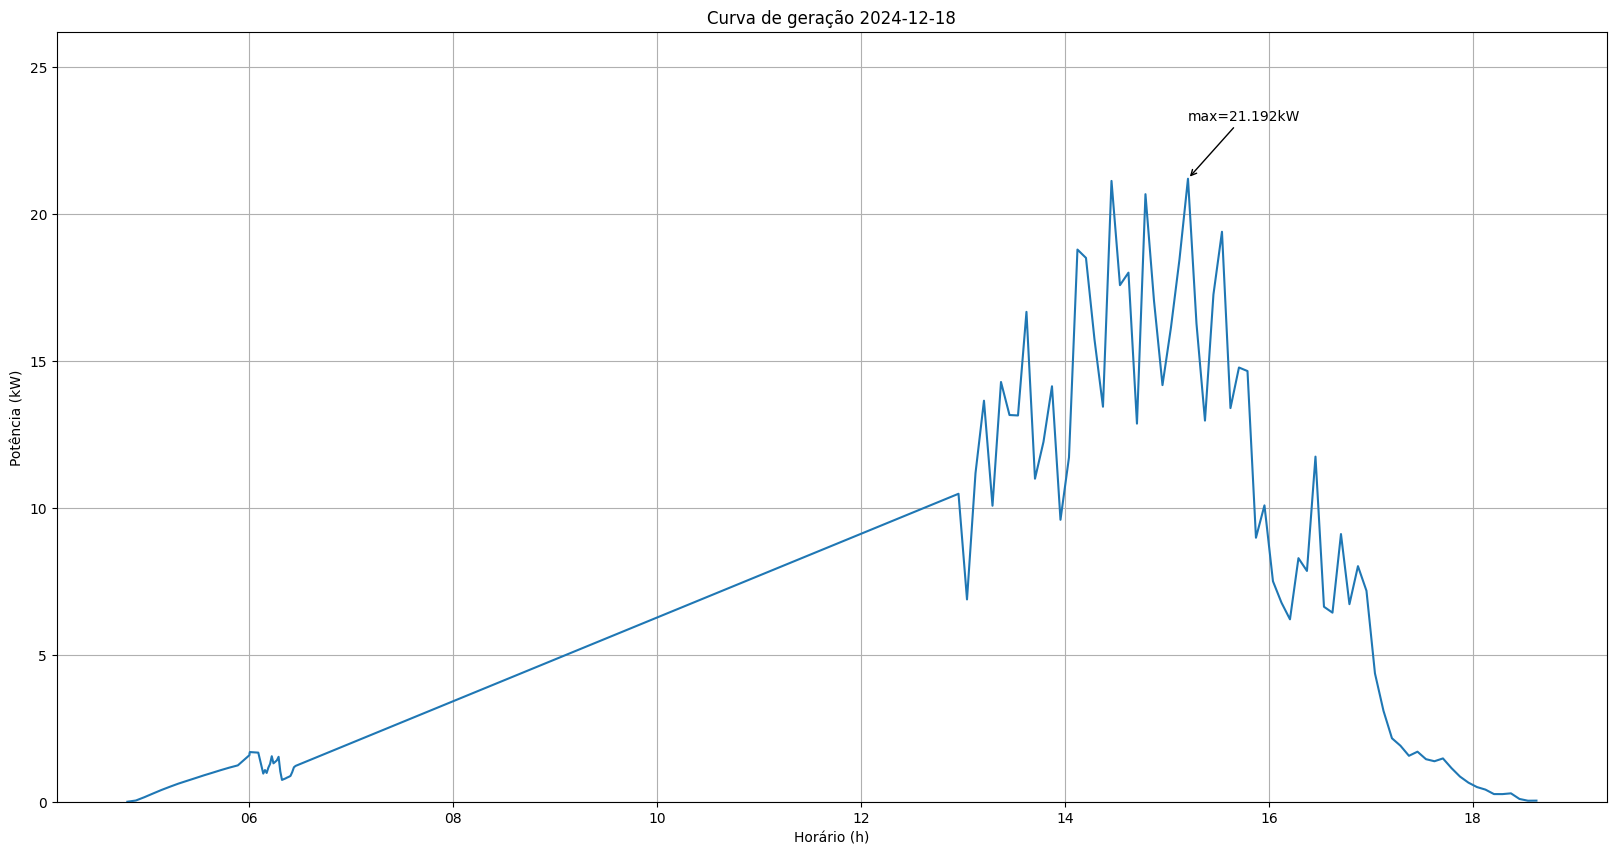 Curva de geração 2024-12-18
25
max=21.192kW
20
15
Potência (kW)
10
5
0
06 08 10 12 14 16 18
Horário (h)